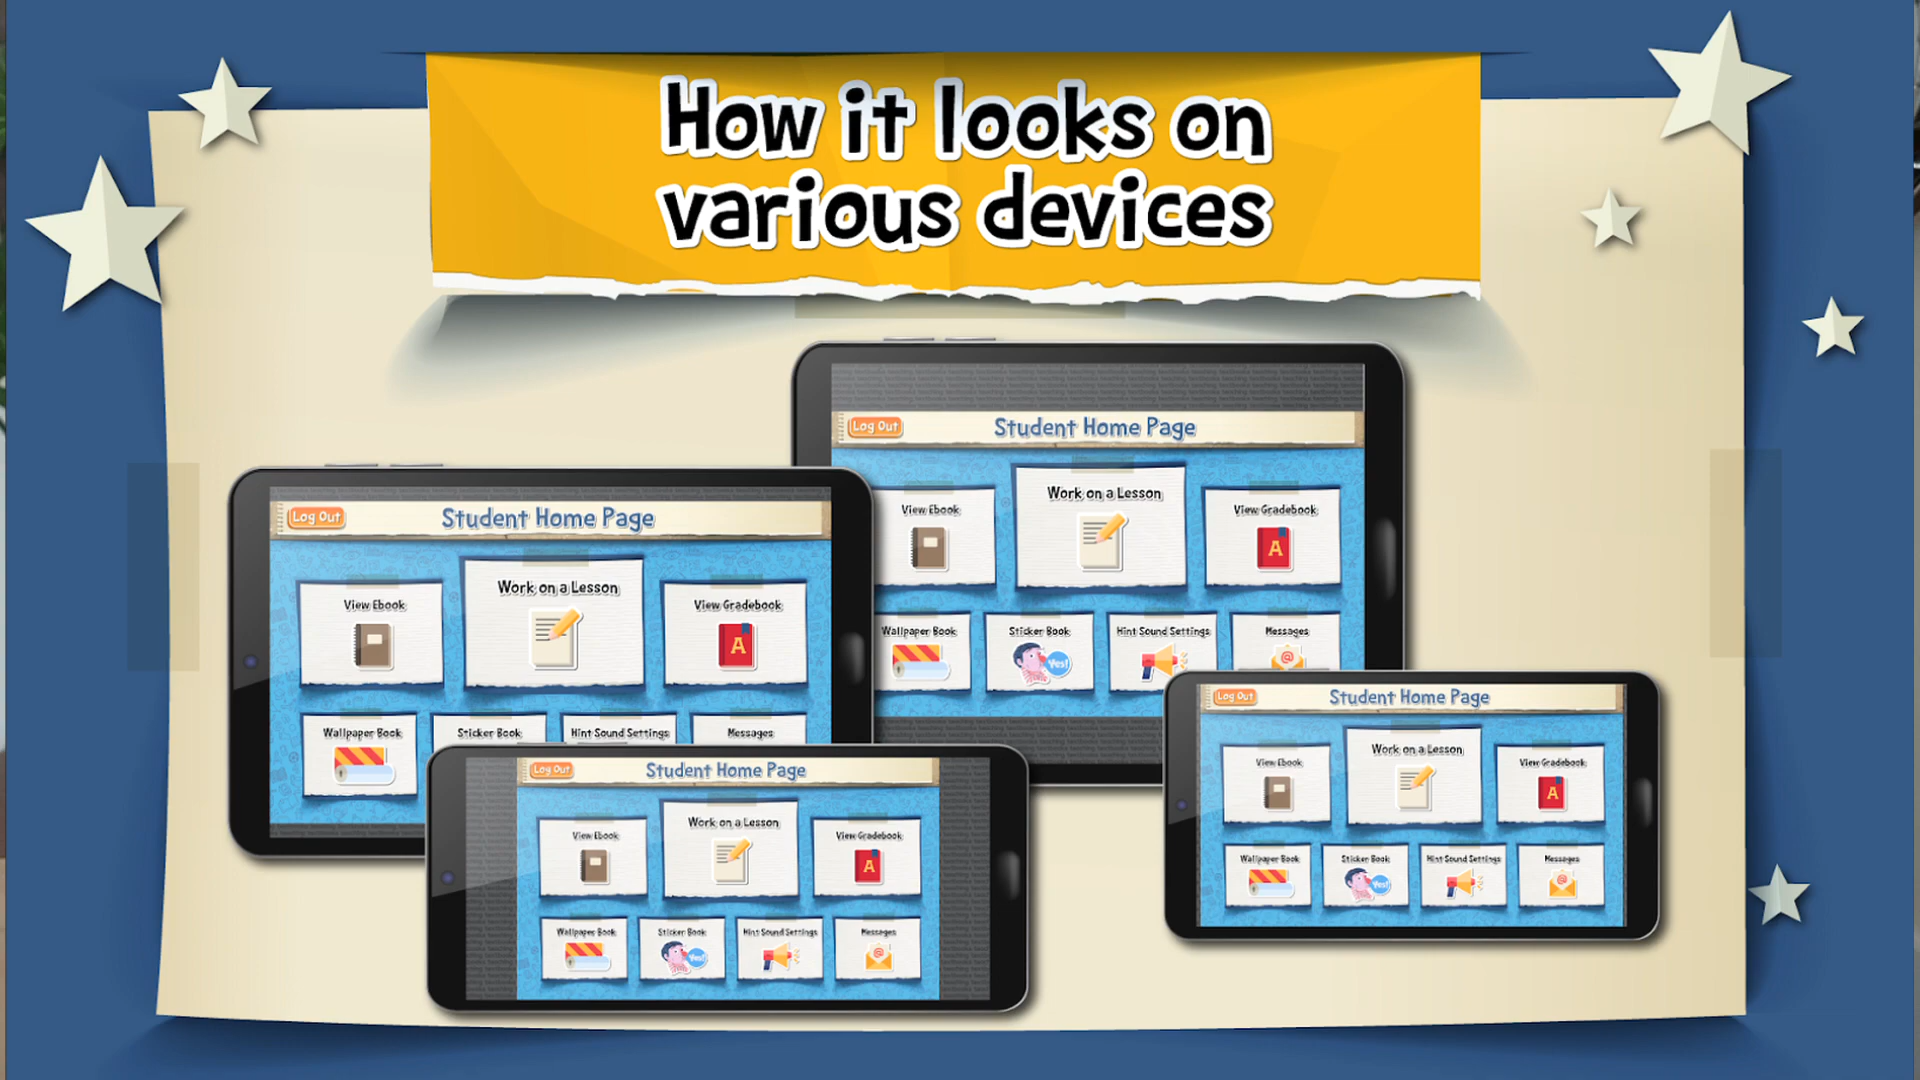 How it looks on
various devices
Log Out
Student Home Page
View Ebook
Work on a Lesson
View Gradebook
Wallpaper Book
Sticker Book
Yes!
Hint Sound Settings
Messages
Log Out
Student Home Page
View Ebook
Work on a Lesson
View Gradebook
A
Wallpaper Book
Sticker Book
Hint Sound Settings
Messages
Log Out
Student Home Page
View Ebook
Work on a Lesson
View Gradebook
A
Wallpaper Book
Sticker Book
Yes!
Hint Sound Settings
Messages
Log Out
Student Home Page
View Ebook
Work on a Lesson
View Gradebook
A
Wallpaper Book
Sticker Book
Yes!
Hint Sound Settings
Messages